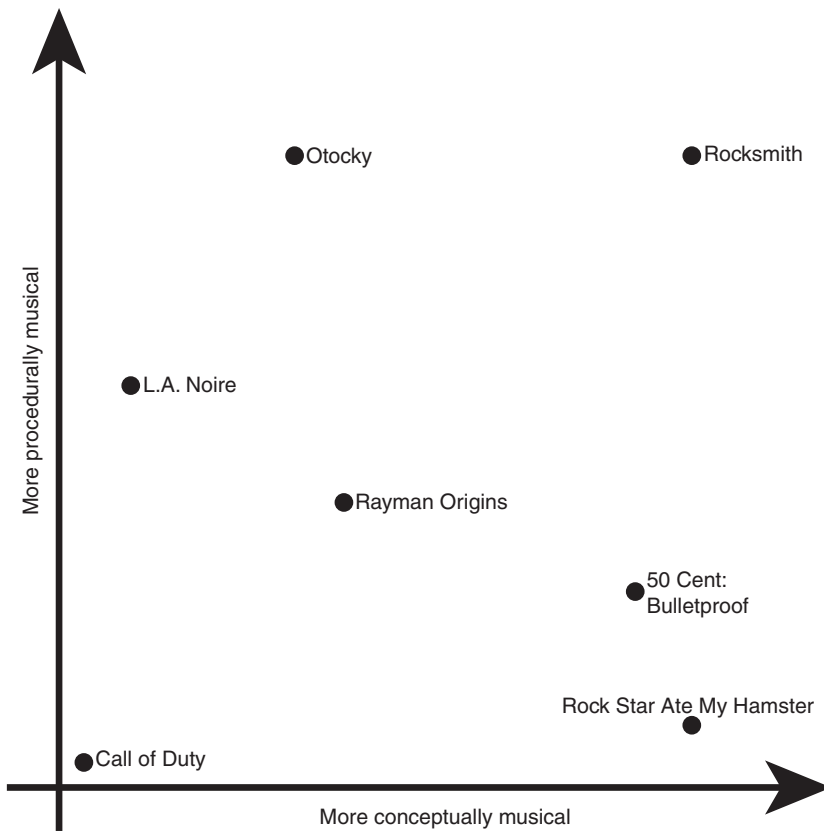 Otocky
Rocksmith
More procedurally musical
L.A. Noire
Rayman Origins
50 Cent:
Bulletproof
Rock Star Ate My Hamster
Call of Duty
More conceptually musical